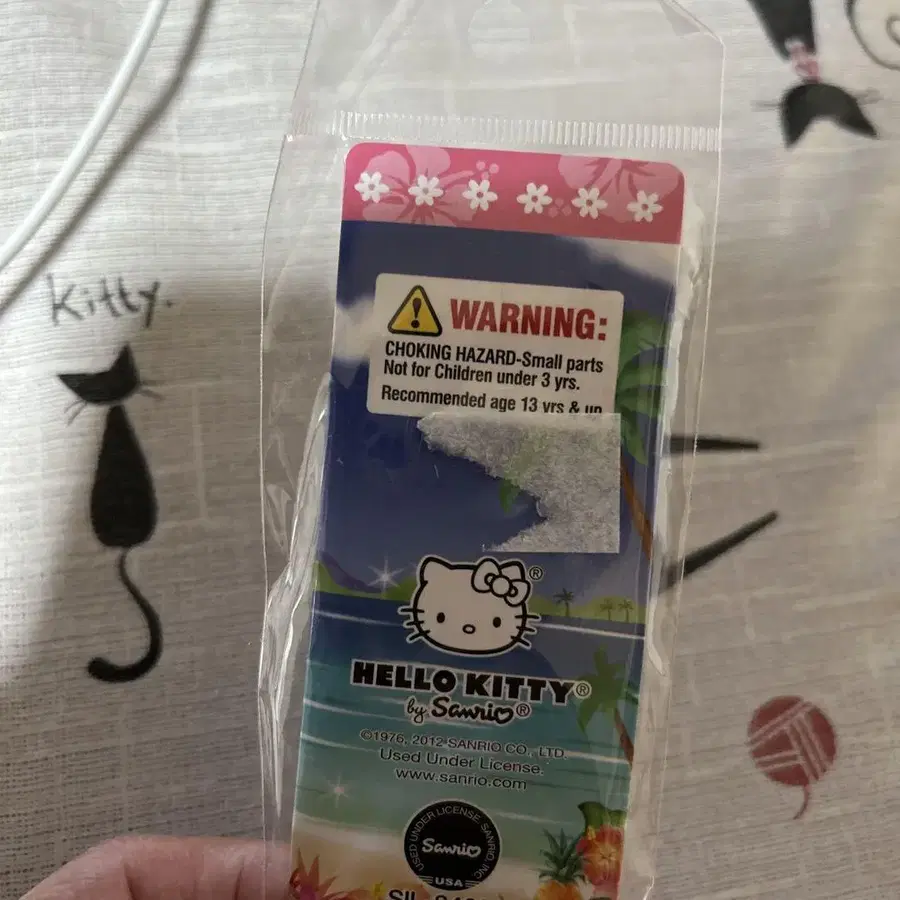 Kitty.
WARNING:
CHOKING HAZARD-Small parts
Not for Children under 3 yrs.
Recommended age 13 yrs & up
®
HELLO KITTY®
by Sanrio®
©1976, 2012 SANRIO CO., LTD.
Used Under License.
www.sanrio.com
USED UNDER LICENSE, SANRIO, INC.
Sanrio
USA